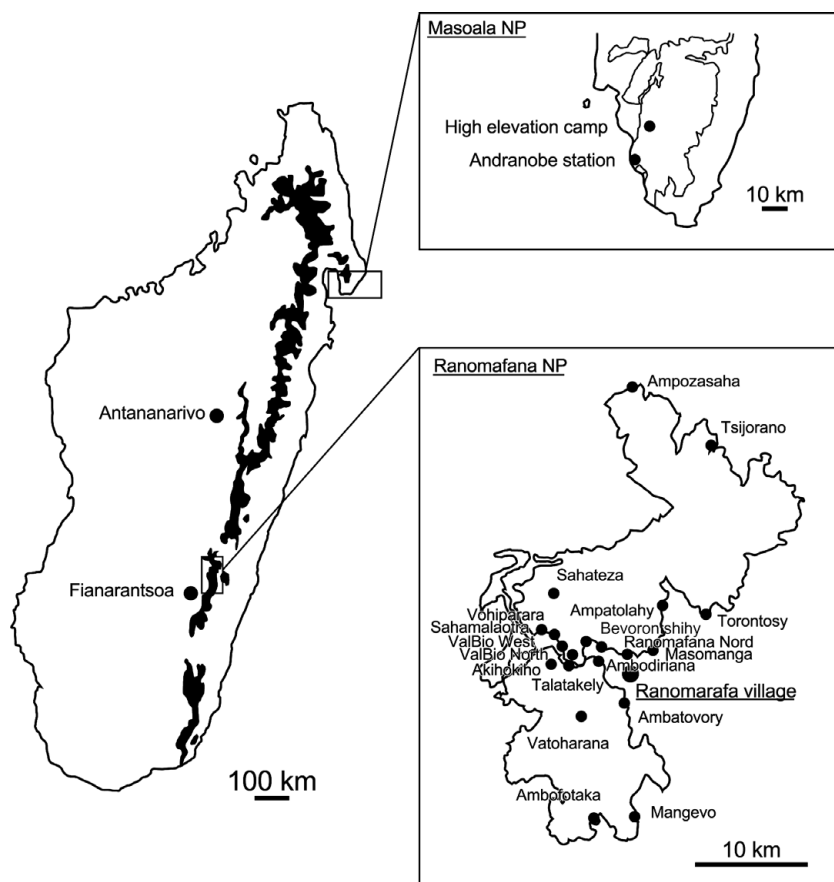 Masoala NP
High elevation camp
Andranobe station
10 km
Antananarivo
Fianarantsoa
100 km
Ranomafana NP
Ampozasaha
Tsijorano
Sahateza
Ampatolahy
Torontosy
Vohiparara
Bevorontshihy
Sahamalaotra
Ranomafana Nord
ValBio West
Masomanga
ValBio North
Ambodiriana
Akihokiho
Talatakely
Ranomarafa village
Ambatovory
Vatoharana
Ambofotaka
Mangevo
10 km